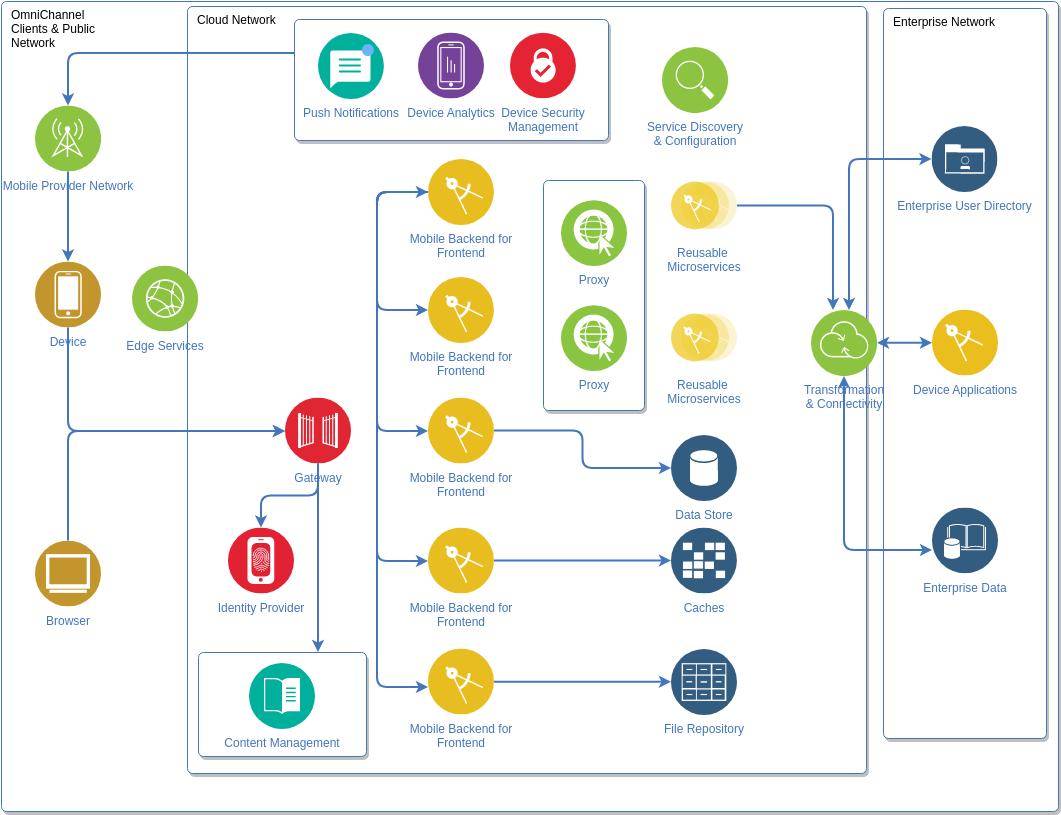 OmniChannel
Clients & Public
Network
Cloud Network
Enterprise Network
Push Notifications
Device Analytics
Device Security
Management
Service Discovery
& Configuration
Mobile Provider Network
Enterprise User Directory
Mobile Backend for
Frontend
Proxy
Reusable
Microservices
Device
Edge Services
Mobile Backend for
Frontend
Proxy
Reusable
Microservices
Transformation
& Connectivity
Device Applications
Gateway
Mobile Backend for
Frontend
Data Store
Identity Provider
Mobile Backend for
Frontend
Caches
Enterprise Data
Browser
Content Management
Mobile Backend for
Frontend
File Repository